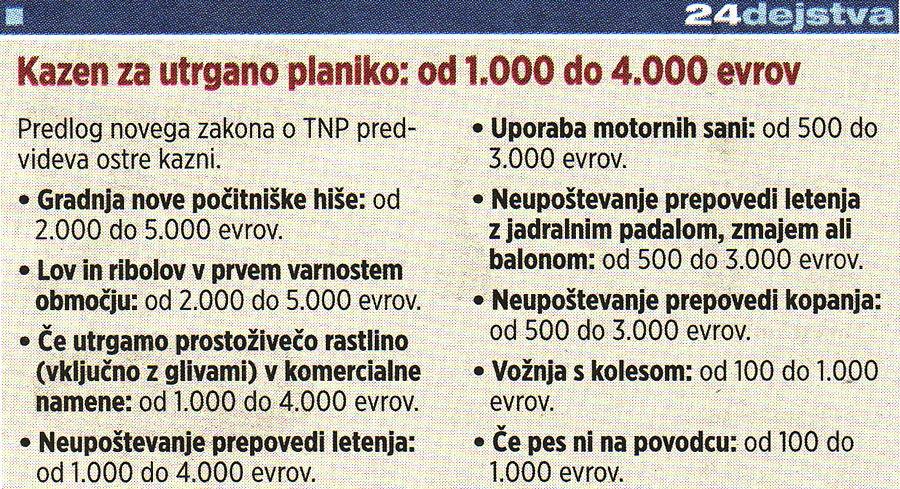 24dejstva
Kazen za utrgano planiko: od 1.000 do 4.000 evrov
Predlog novega zakona o TNP pred-
videva ostre kazni.
• Gradnja nove počitniške hiše: od
2.000 do 5.000 evrov.
• Lov in ribolov v prvem varnostem
območju: od 2.000 do 5.000 evrov.
• Če utrgamo prostoživečo rastlino
(vključno z glivami) v komercialne
namene: od 1.000 do 4.000 evrov.
• Neupoštevanje prepovedi letenja:
od 1.000 do 4.000 evrov.
• Uporaba motornih sani: od 500 do
3.000 evrov.
• Neupoštevanje prepovedi letenja
z jadralnim padalom, zmajem ali
balonom: od 500 do 3.000 evrov.
• Neupoštevanje prepovedi kopanja:
od 500 do 3.000 evrov.
• Vožnja s kolesom: od 100 do 1.000
evrov.
• Če pes ni na povodcu: od 100 do
1.000 evrov.